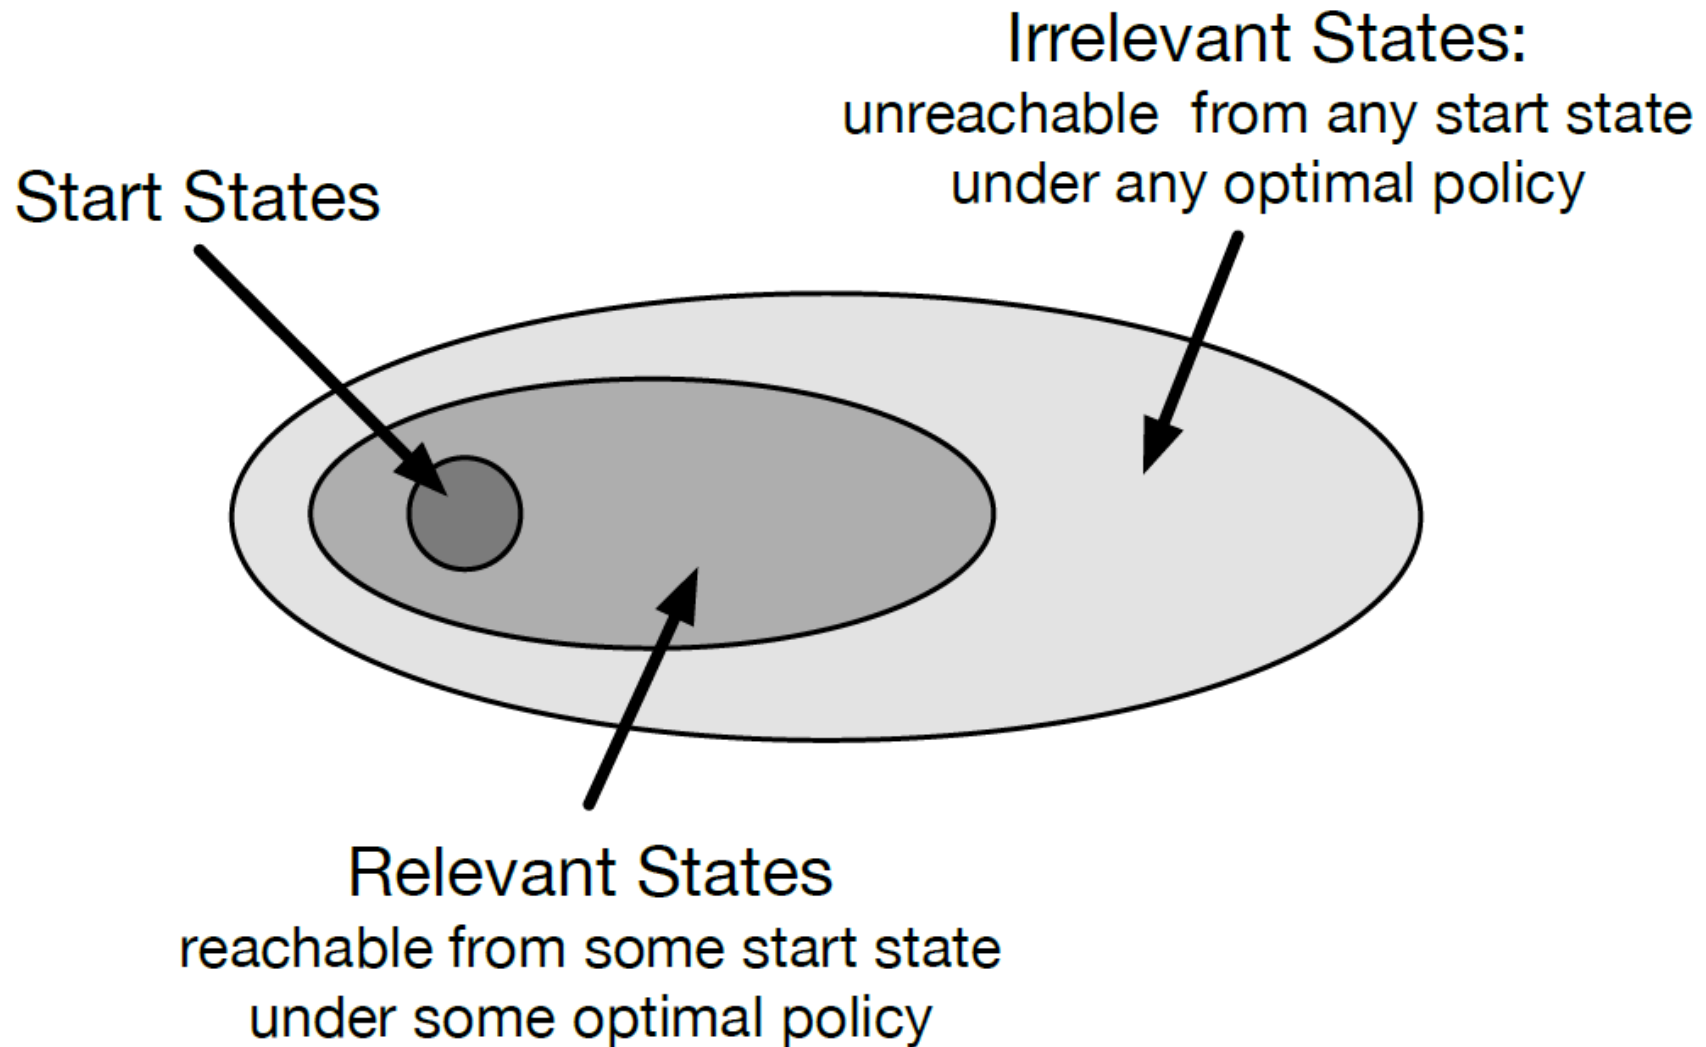 Irrelevant States:
unreachable from any start state
under any optimal policy
Start States
Relevant States
reachable from some start state
under some optimal policy